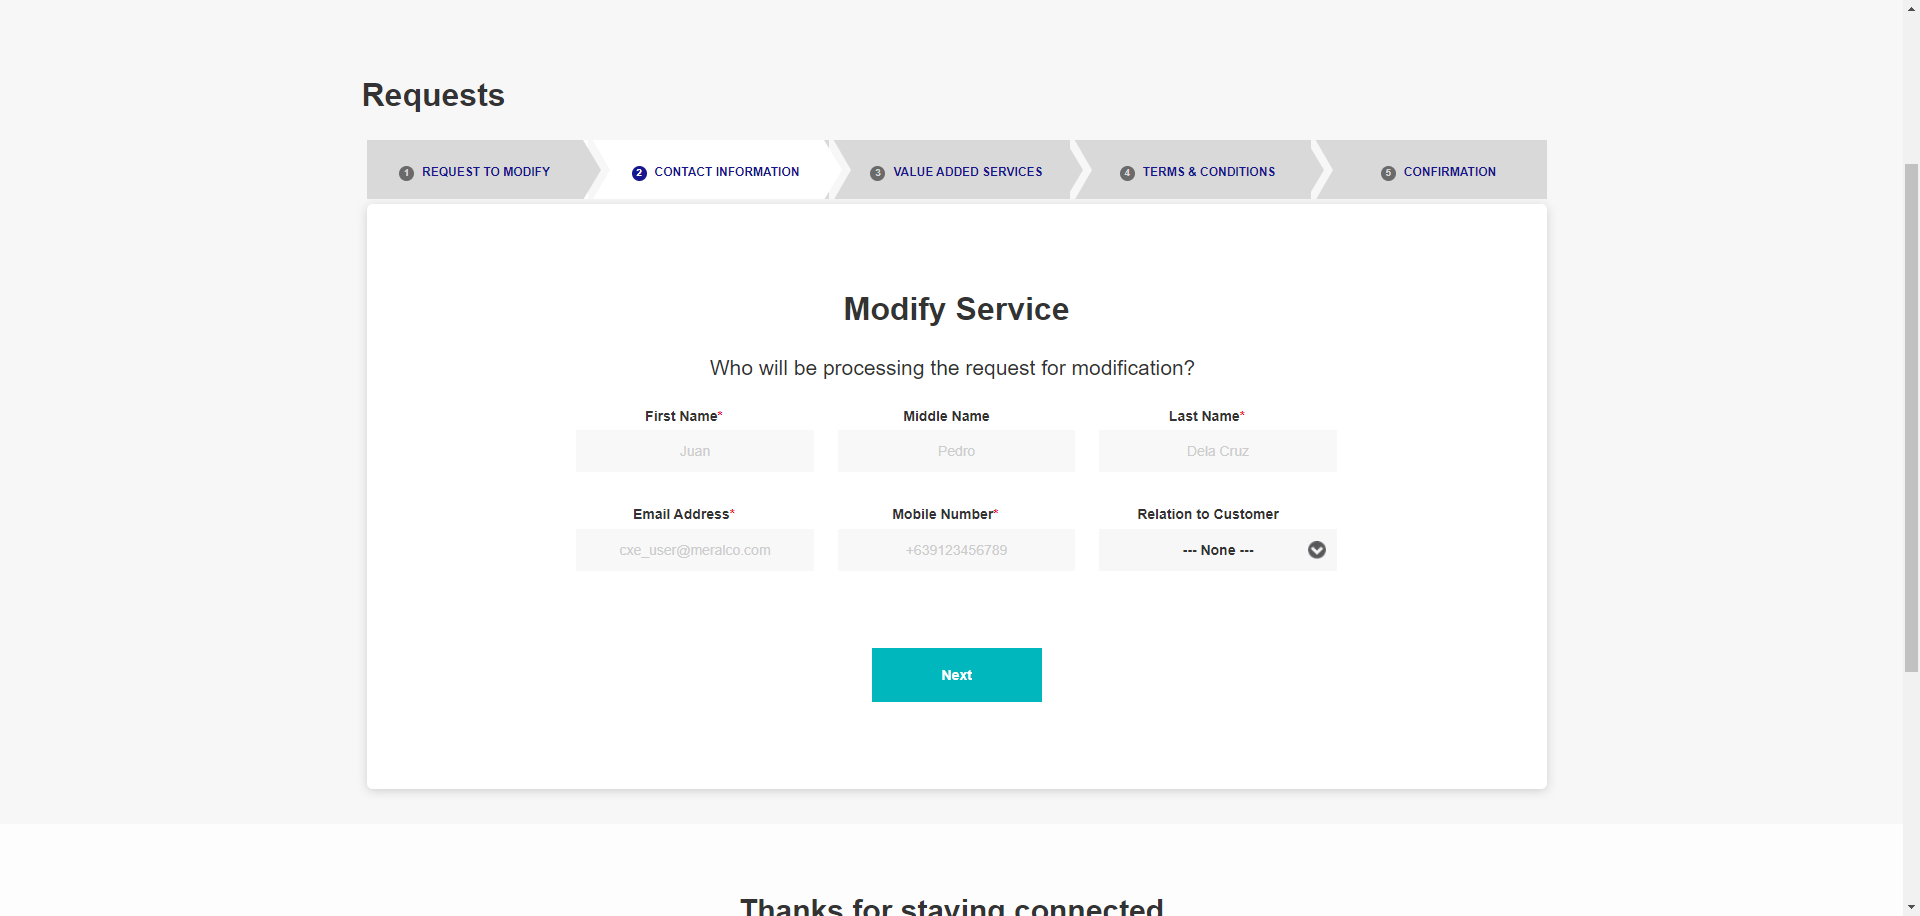 Requests
1 REQUEST TO MODIFY 2 CONTACT INFORMATION 3 VALUE ADDED SERVICES 4 TERMS & CONDITIONS 5 CONFIRMATION
Modify Service
Who will be processing the request for modification?
First Name* Middle Name Last Name*
Juan Pedro Dela Cruz
Email Address* Mobile Number* Relation to Customer
cxe_user@meralco.com +639123456789 --- None ---
Next
Thanks for staying connected